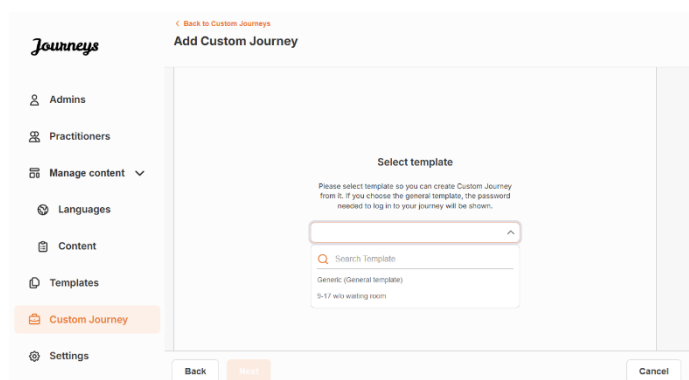 Journeys
Admins
Practitioners
Manage content
Languages
Content
Templates
Custom Journey
Settings
< Back to Custom Journeys
Add Custom Journey
Select template
Please select template so you can create Custom Journey
from it. If you choose the general template, the password
needed to log in to your journey will be shown.
Search Template
Generic (General template)
9-17 w/o waiting room
Back
Next
Cancel